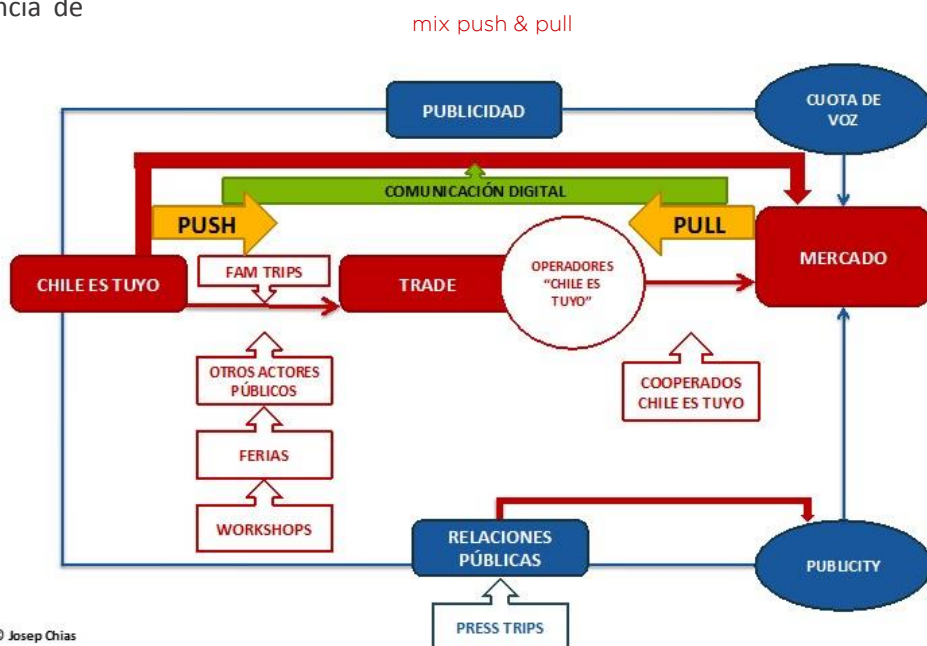 ncia de
mix push & pull
PUBLICIDAD
CUOTA DE
VOZ
COMUNICACIÓN DIGITAL
PUSH
PULL
CHILE ES TUYO
FAM TRIPS
TRADE
OPERADORES
"CHILE ES
TUYO"
MERCADO
OTROS ACTORES
PÚBLICOS
COOPERADOS
CHILE ES TUYO
FERIAS
WORKSHOPS
RELACIONES
PÚBLICAS
PUBLICITY
PRESS TRIPS
© Josep Chias